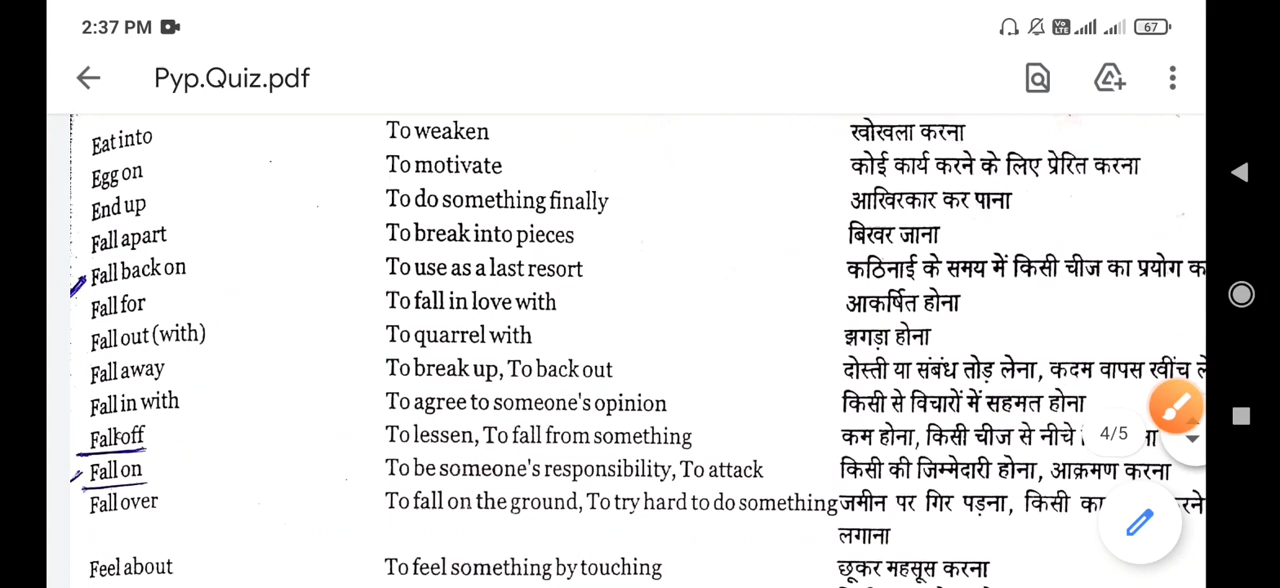 2:37 PM
Vo LTE 67
Pyp.Quiz.pdf
Eat into To weaken खोखला करना
Egg on To motivate कोई कार्य करने के लिए प्रेरित करना
End up To do something finally आखिरकार कर पाना
Fall apart To break into pieces बिखर जाना
Fall back on To use as a last resort कठिनाई के समय में किसी चीज का प्रयोग क
Fall for To fall in love with आकर्षित होना
Fall out (with) To quarrel with झगड़ा होना
Fall away To break up, To back out दोस्ती या संबंध तोड़ लेना, कदम वापस खींच
Fall in with To agree to someone's opinion किसी से विचारों में सहमत होना
Fall off To lessen, To fall from something कम होना, किसी चीज से नीचे
4/5
Fall on To be someone's responsibility, To attack किसी की जिम्मेदारी होना, आक्रमण करना
Fall over To fall on the ground, To try hard to do something जमीन पर गिर पड़ना, किसी
लगाना
Feel about To feel something by touching छूकर महसूस करना